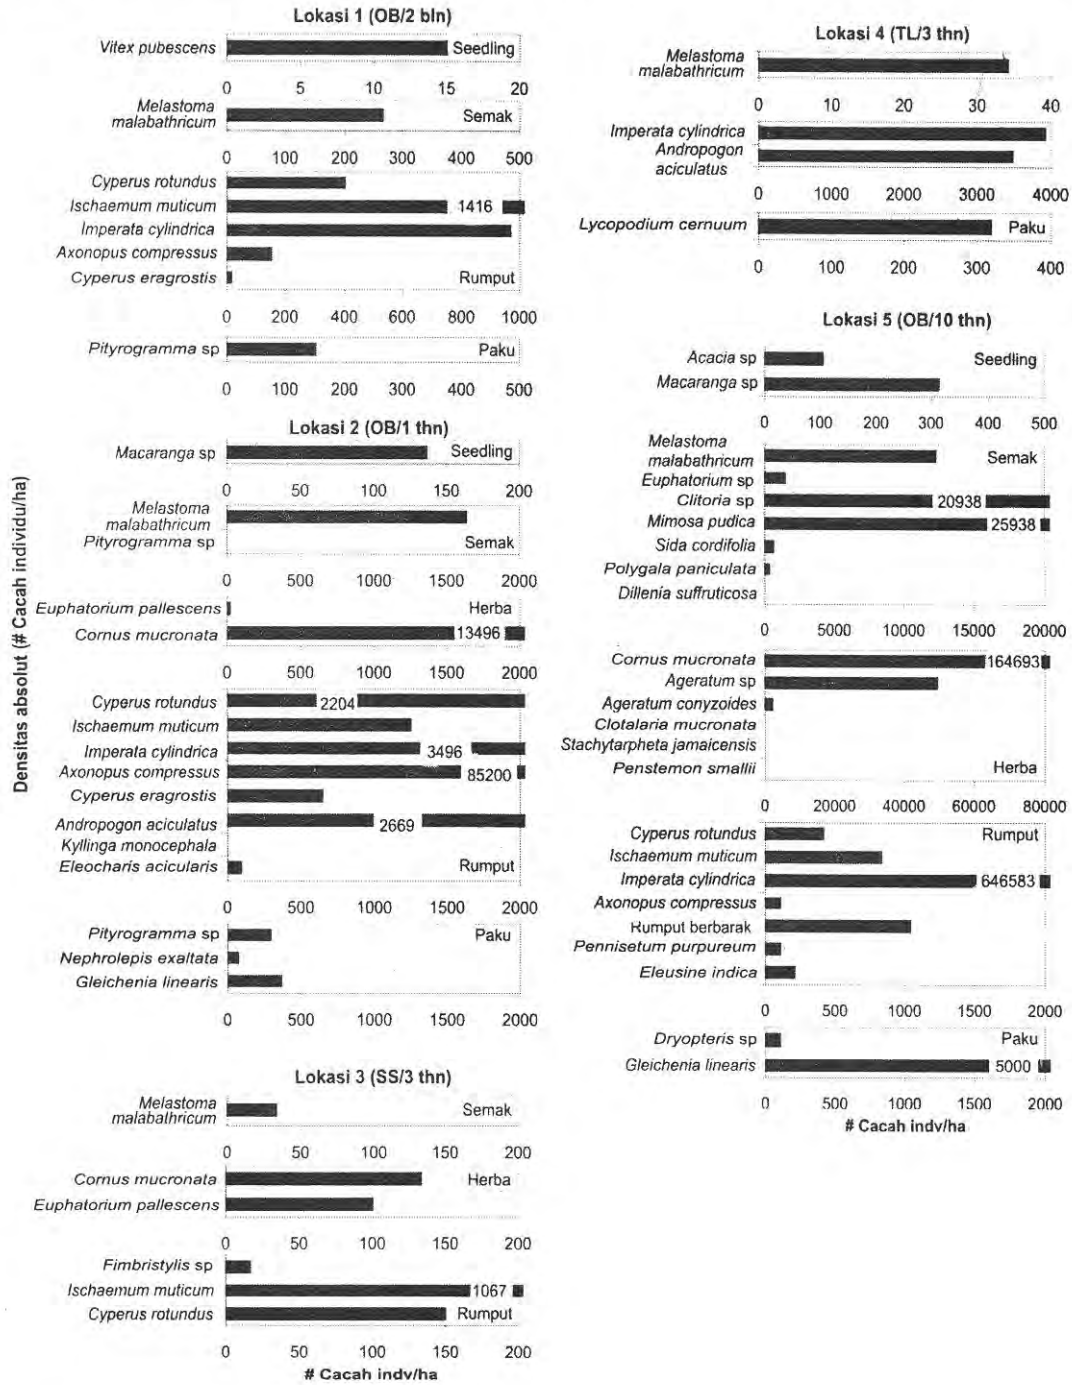 Densitas absolut (# Cacah individu/ha)
Lokasi 1 (OB/2 bln)
Vitex pubescens
Seedling
0 5 10 15 20
Melastoma
malabathricum
Semak
0 100 200 300 400 500
Cyperus rotundus
Ischaemum muticum 1416
Imperata cylindrica
Axonopus compressus
Cyperus eragrostis Rumput
0 200 400 600 800 1000
Pityrogramma sp Paku
0 100 200 300 400 500
Lokasi 2 (OB/1 thn)
Macaranga sp Seedling
0 50 100 150 200
Melastoma
malabathricum
Pityrogramma sp Semak
0 500 1000 1500 2000
Euphatorium pallescens Herba
Cornus mucronata 13496
0 500 1000 1500 2000
Cyperus rotundus 2204
Ischaemum muticum
Imperata cylindrica 3496
Axonopus compressus 85200
Cyperus eragrostis
Andropogon aciculatus 2669
Kyllinga monocephala
Eleocharis acicularis Rumput
0 500 1000 1500 2000
Pityrogramma sp Paku
Nephrolepis exaltata
Gleichenia linearis
0 500 1000 1500 2000
Lokasi 3 (SS/3 thn)
Melastoma
malabathricum
Semak
0 50 100 150 200
Cornus mucronata Herba
Euphatorium pallescens
0 50 100 150 200
Fimbristylis sp
Ischaemum muticum 1067
Cyperus rotundus Rumput
0 50 100 150 200
# Cacah indv/ha
Lokasi 4 (TL/3 thn)
Melastoma
malabathricum
0 10 20 30 40
Imperata cylindrica
Andropogon
aciculatus
0 1000 2000 3000 4000
Lycopodium cernuum Paku
0 100 200 300 400
Lokasi 5 (OB/10 thn)
Acacia sp Seedling
Macaranga sp
0 100 200 300 400 500
Melastoma
malabathricum
Semak
Euphatorium sp
Clitoria sp 20938
Mimosa pudica 25938
Sida cordifolia
Polygala paniculata
Dillenia suffruticosa
0 5000 10000 15000 20000
Cornus mucronata 164693
Ageratum sp
Ageratum conyzoides
Clotalaria mucronata
Stachytarpheta jamaicensis
Penstemon smallii Herba
0 20000 40000 60000 80000
Cyperus rotundus Rumput
Ischaemum muticum
Imperata cylindrica 646583
Axonopus compressus
Rumput berbarak
Pennisetum purpureum
Eleusine indica
0 500 1000 1500 2000
Dryopteris sp Paku
Gleichenia linearis 5000
0 500 1000 1500 2000
# Cacah indv/ha